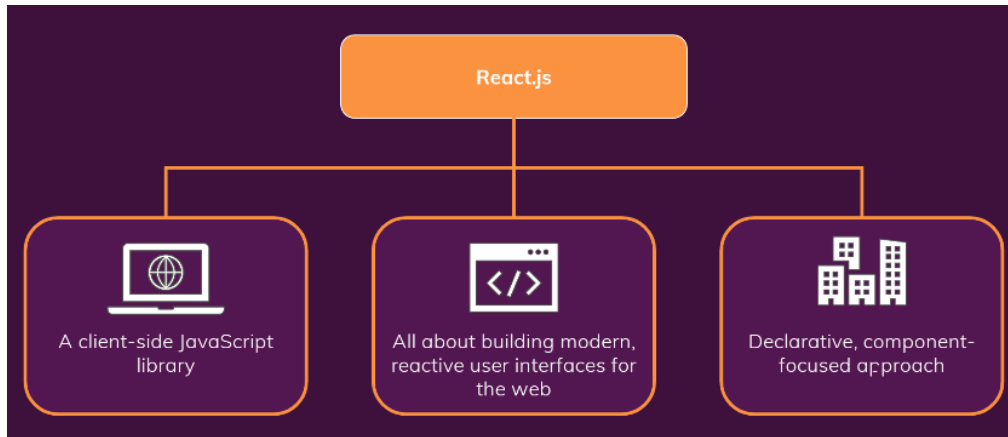 React.js
A client-side JavaScript
library
All about building modern,
reactive user interfaces for
the web
Declarative, component-
focused approach